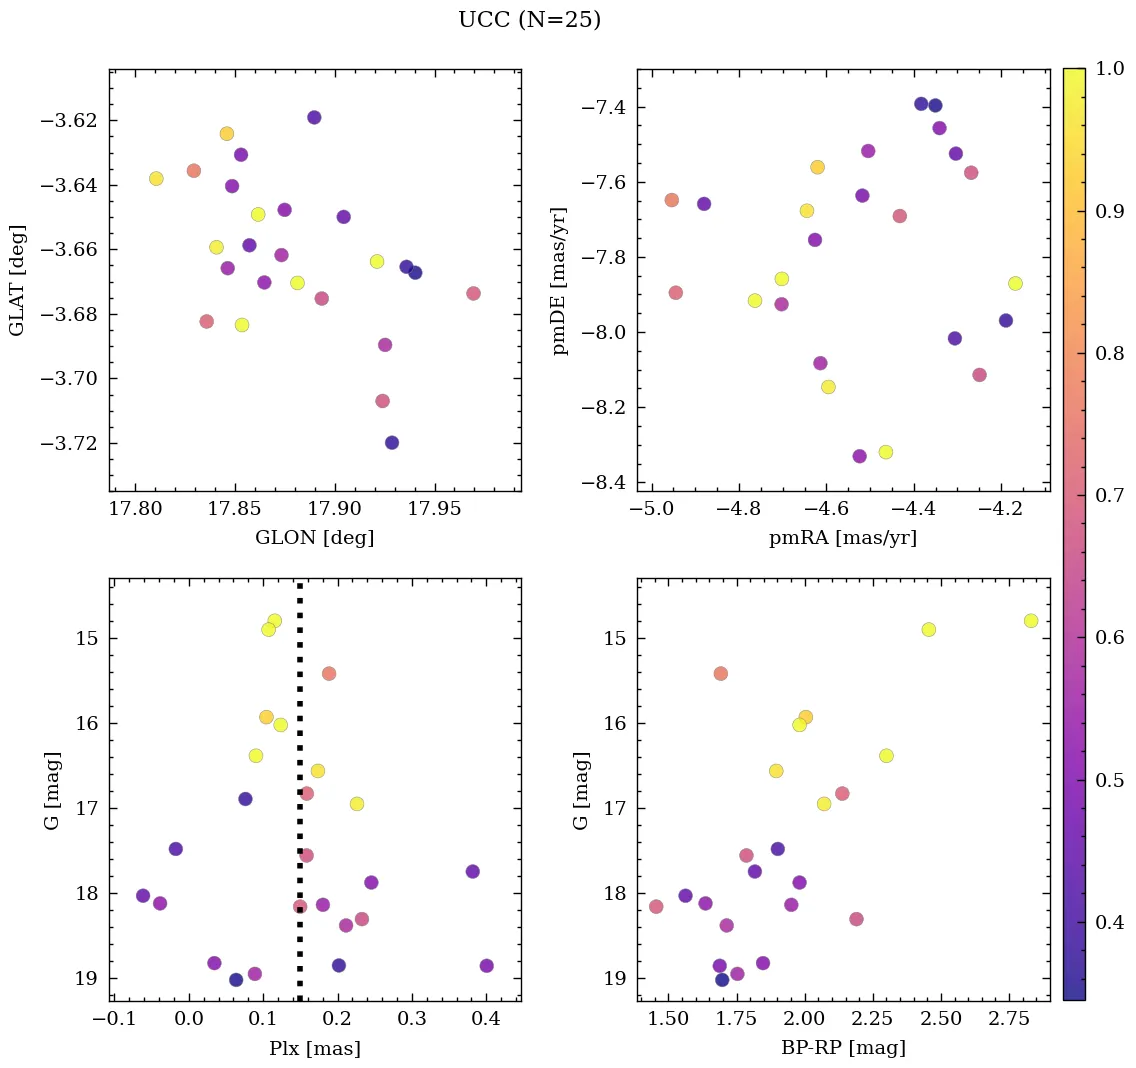 UCC (N=25)
−3.62
−3.64
−3.66
−3.68
−3.70
−3.72
GLAT [deg]
17.80 17.85 17.90 17.95
GLON [deg]
−7.4
−7.6
−7.8
−8.0
−8.2
−8.4
pmDE [mas/yr]
−5.0 −4.8 −4.6 −4.4 −4.2
pmRA [mas/yr]
15
16
17
18
19
G [mag]
−0.1 0.0 0.1 0.2 0.3 0.4
Plx [mas]
15
16
17
18
19
G [mag]
1.50 1.75 2.00 2.25 2.50 2.75
BP-RP [mag]
1.0
0.9
0.8
0.7
0.6
0.5
0.4